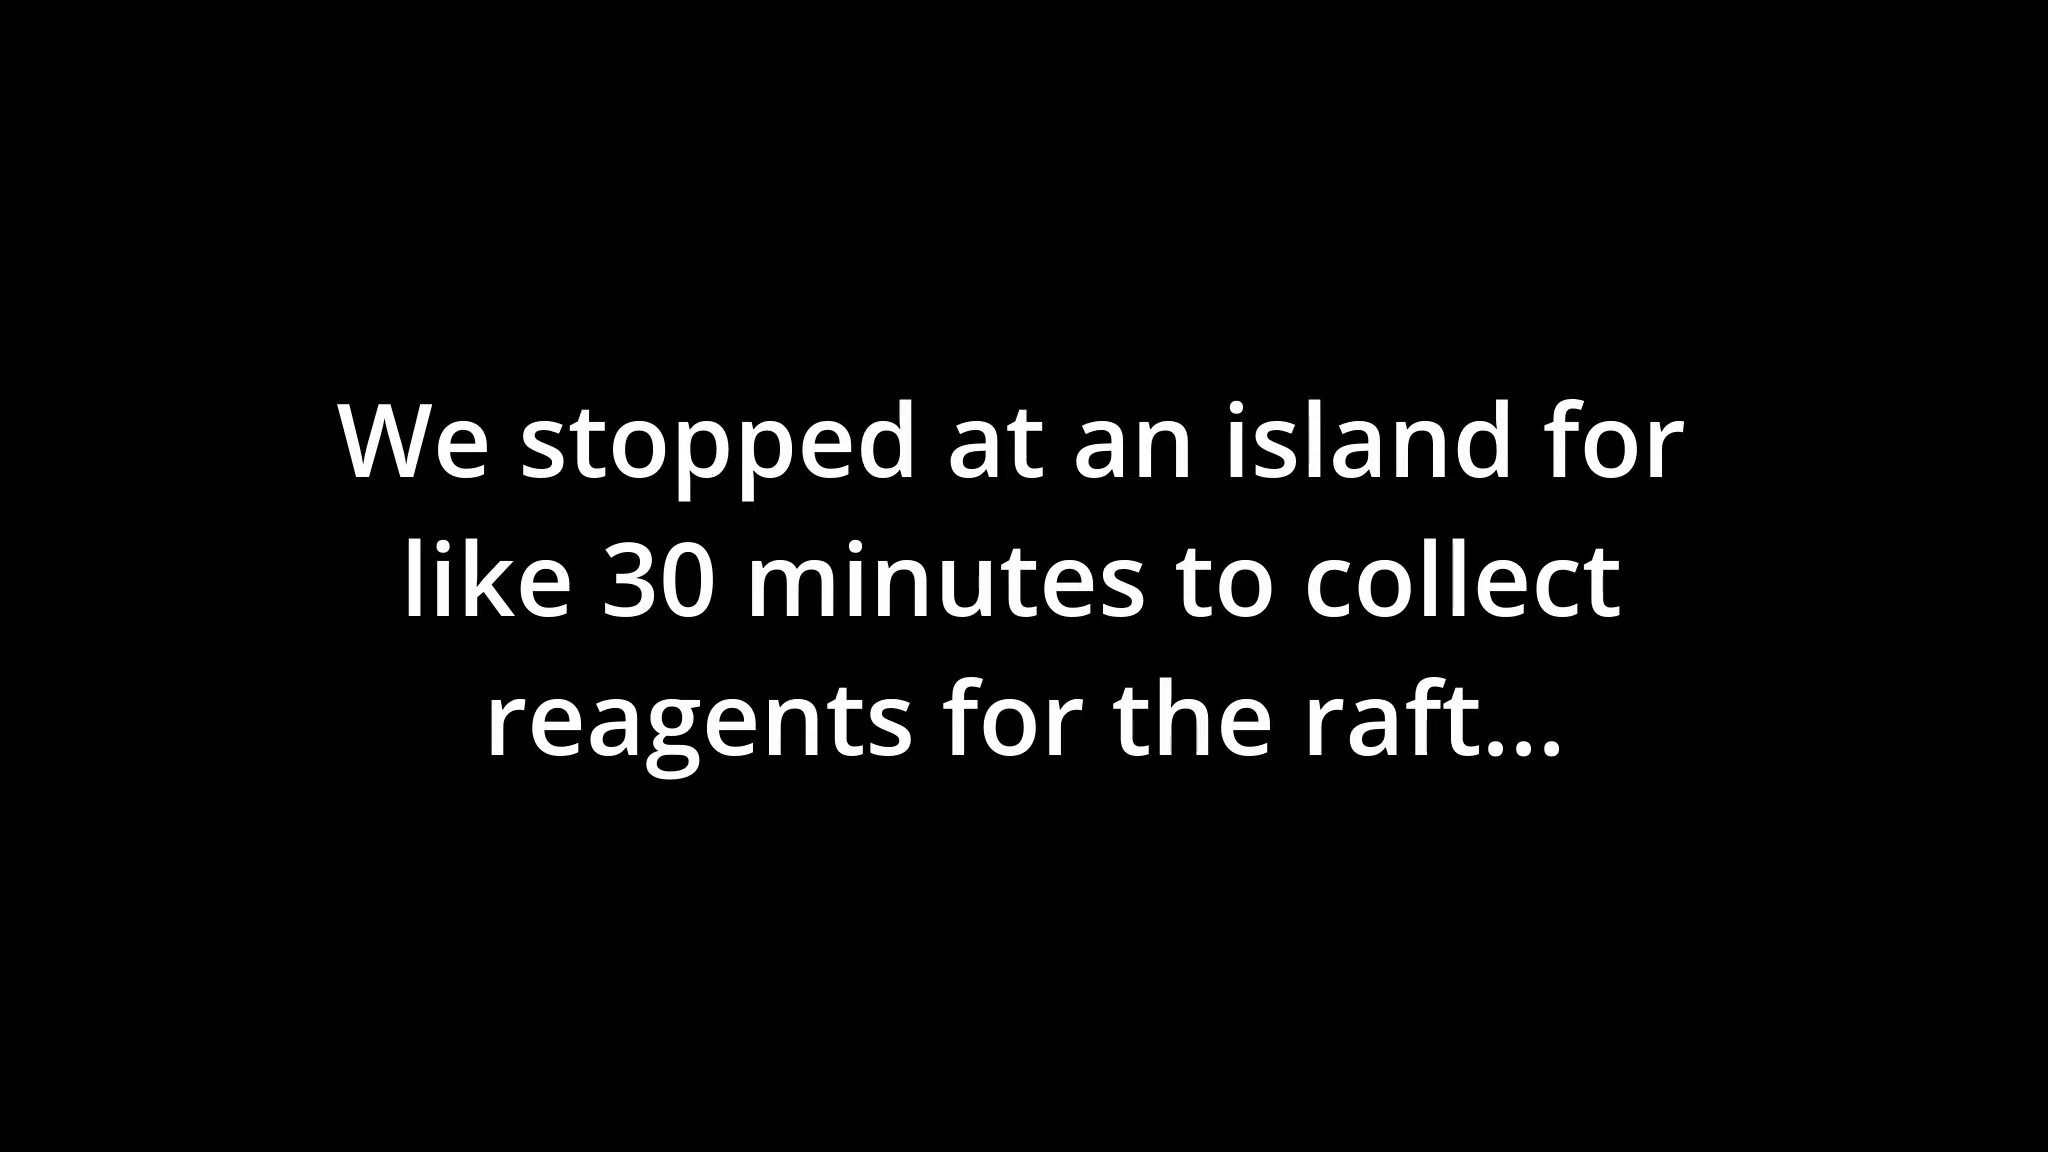 We stopped at an island for
like 30 minutes to collect
reagents for the raft...